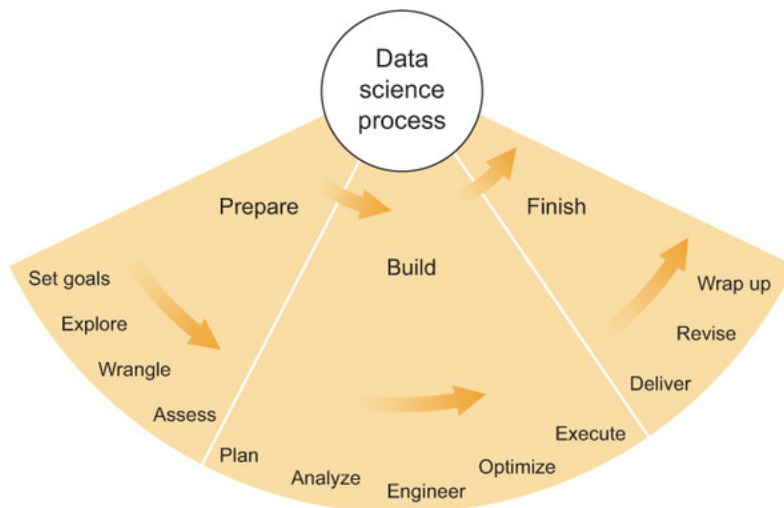 Data
science
process
Prepare
Build
Finish
Set goals
Explore
Wrangle
Assess
Plan
Analyze
Engineer
Optimize
Execute
Deliver
Revise
Wrap up